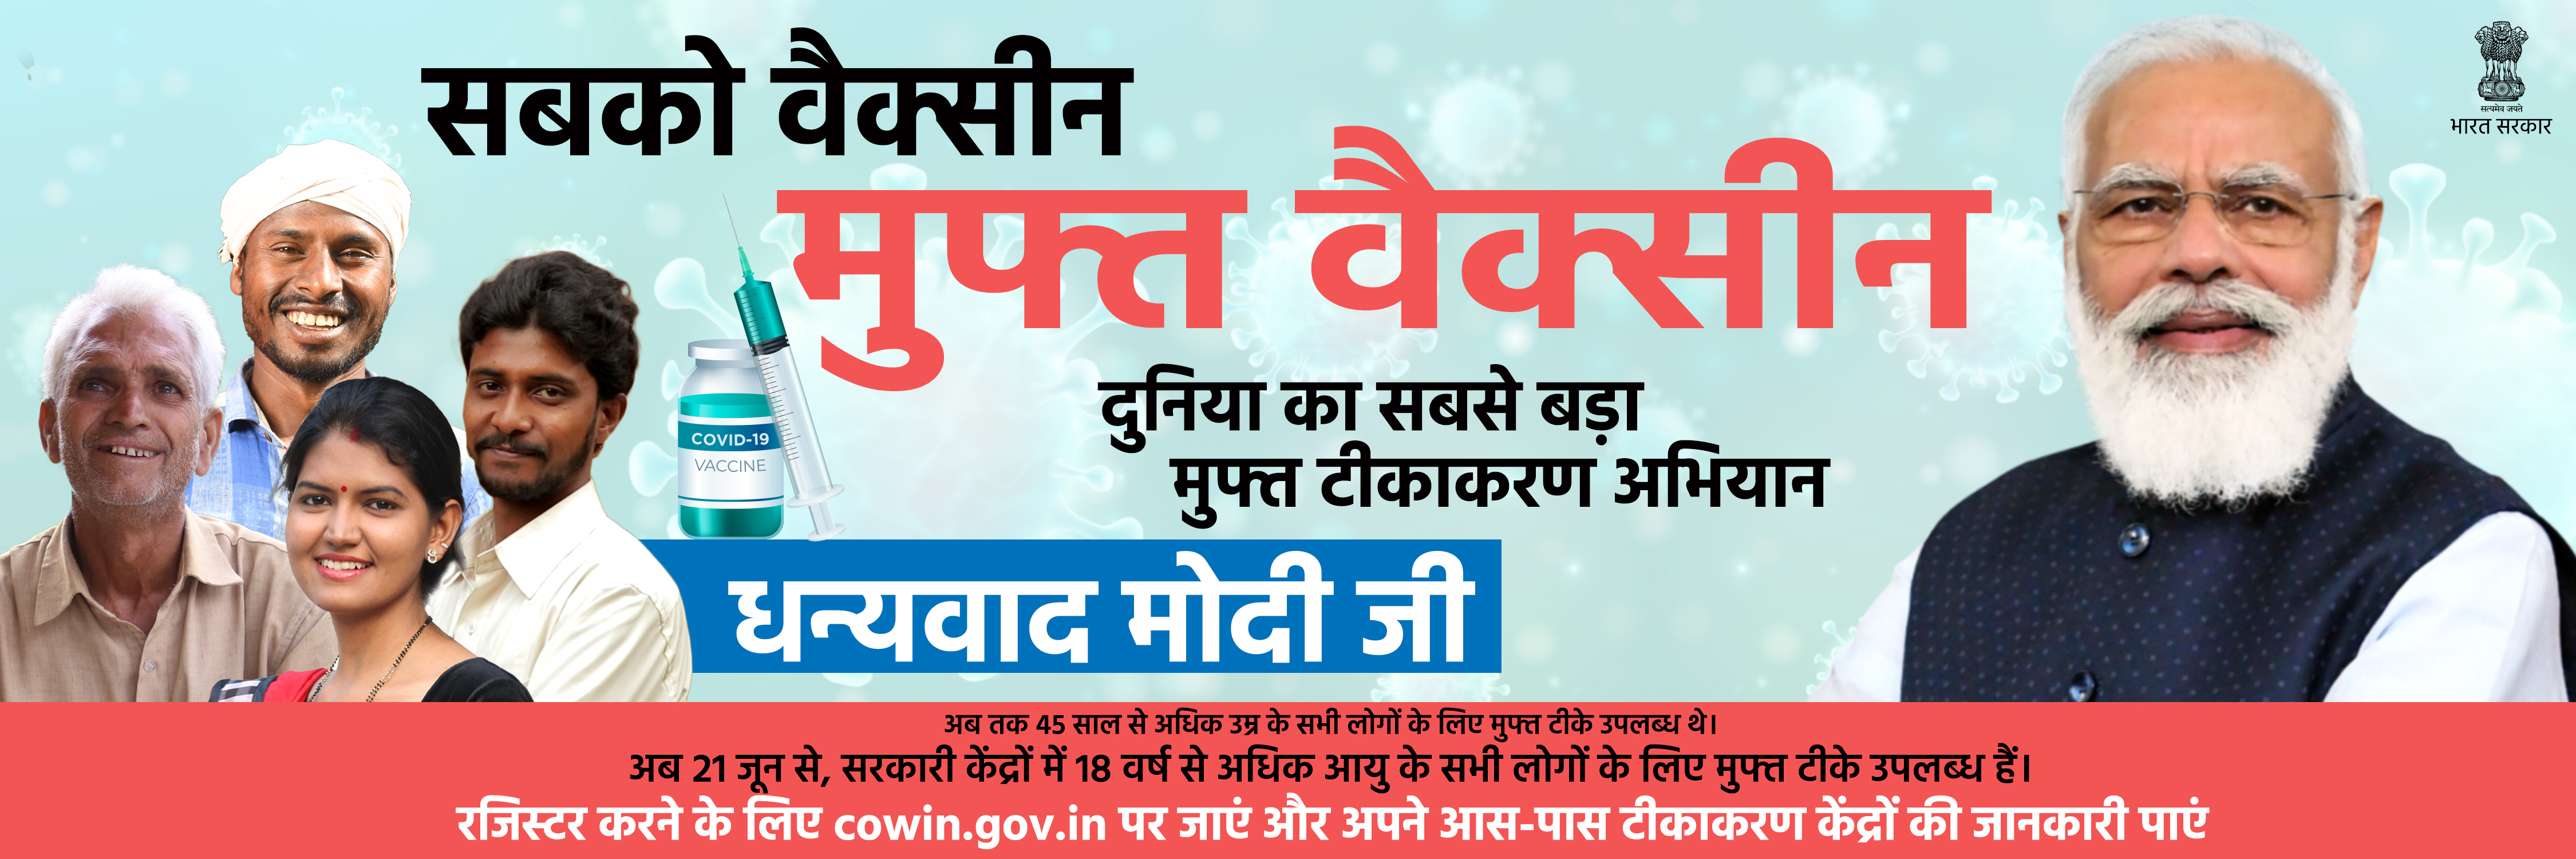 सबको वैक्सीन
मुफ्त वैक्सीन
सत्यमेव जयते
भारत सरकार
COVID-19
VACCINE
दुनिया का सबसे बड़ा
मुफ्त टीकाकरण अभियान
धन्यवाद मोदी जी
अब तक 45 साल से अधिक उम्र के सभी लोगों के लिए मुफ्त टीके उपलब्ध थे।
अब 21 जून से, सरकारी केंद्रों में 18 वर्ष से अधिक आयु के सभी लोगों के लिए मुफ्त टीके उपलब्ध हैं।
रजिस्टर करने के लिए cowin.gov.in पर जाएं और अपने आस-पास टीकाकरण केंद्रों की जानकारी पाएं